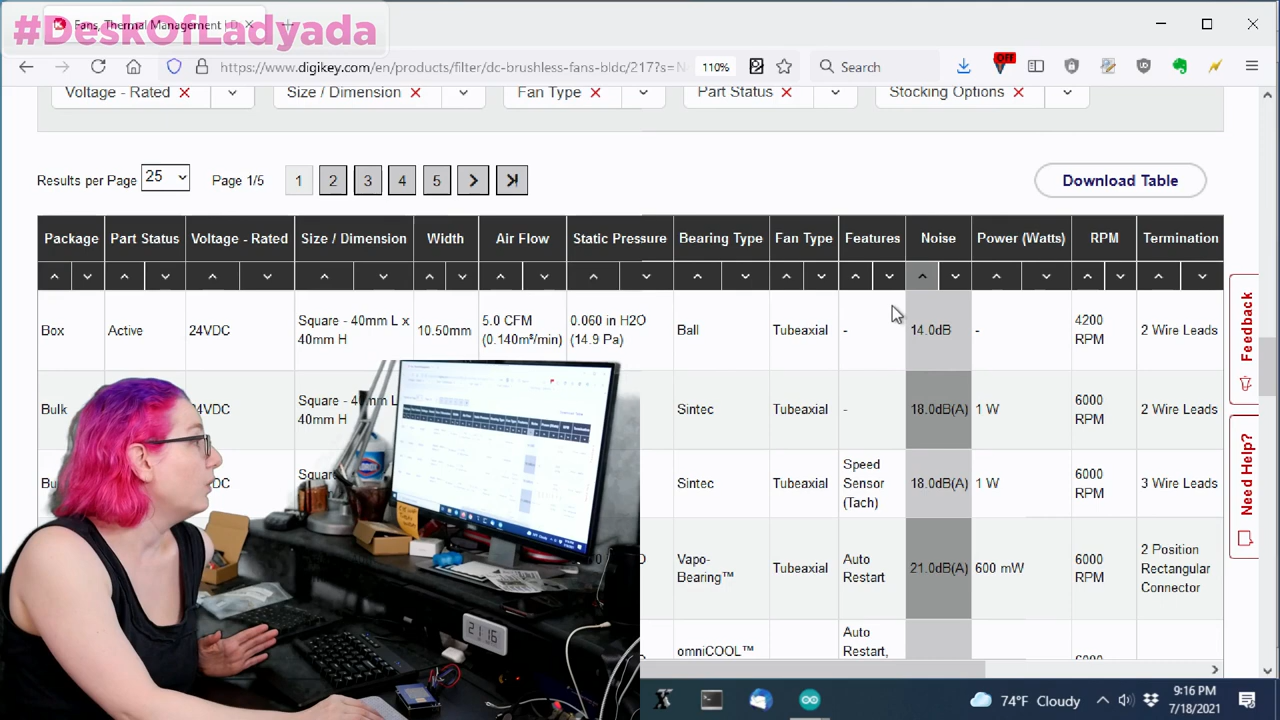 #DeskOfLadyada
Fans, Thermal Management | D
https://www.digikey.com/en/products/filter/dc-brushless-fans-bldc/217?s=N
110%
Search
Off
Voltage - Rated
Size / Dimension
Fan Type
Part Status
Stocking Options
Results per Page 25 Page 1/5 1 2 3 4 5
Download Table
Package Part Status Voltage - Rated Size / Dimension Width Air Flow Static Pressure Bearing Type Fan Type Features Noise Power (Watts) RPM Termination
Box Active 24VDC Square - 40mm L x 40mm H 10.50mm 5.0 CFM (0.140m³/min) 0.060 in H2O (14.9 Pa) Ball Tubeaxial - 14.0dB - 4200 RPM 2 Wire Leads
Bulk Sintec Tubeaxial - 18.0dB(A) 1 W 6000 RPM 2 Wire Leads
40mm H
Sintec Tubeaxial Speed Sensor (Tach) 18.0dB(A) 1 W 6000 RPM 3 Wire Leads
Vapo-Bearing™ Tubeaxial Auto Restart 21.0dB(A) 600 mW 6000 RPM 2 Position Rectangular Connector
omniCOOL™ Auto Restart,
Feedback
Need Help?
21:16
74°F Cloudy
9:16 PM
7/18/2021